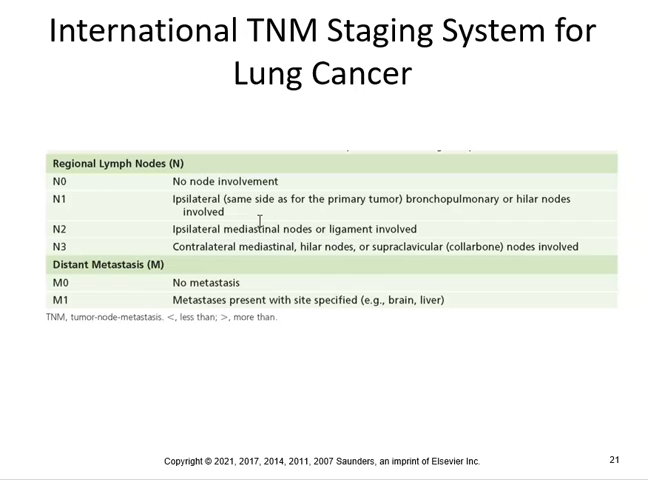 International TNM Staging System for
Lung Cancer
Regional Lymph Nodes (N)
N0 No node involvement
N1 Ipsilateral (same side as for the primary tumor) bronchopulmonary or hilar nodes
involved
N2 Ipsilateral mediastinal nodes or ligament involved
N3 Contralateral mediastinal, hilar nodes, or supraclavicular (collarbone) nodes involved
Distant Metastasis (M)
M0 No metastasis
M1 Metastases present with site specified (e.g., brain, liver)
TNM, tumor-node-metastasis. <, less than; >, more than.
Copyright © 2021, 2017, 2014, 2011, 2007 Saunders, an imprint of Elsevier Inc.
21